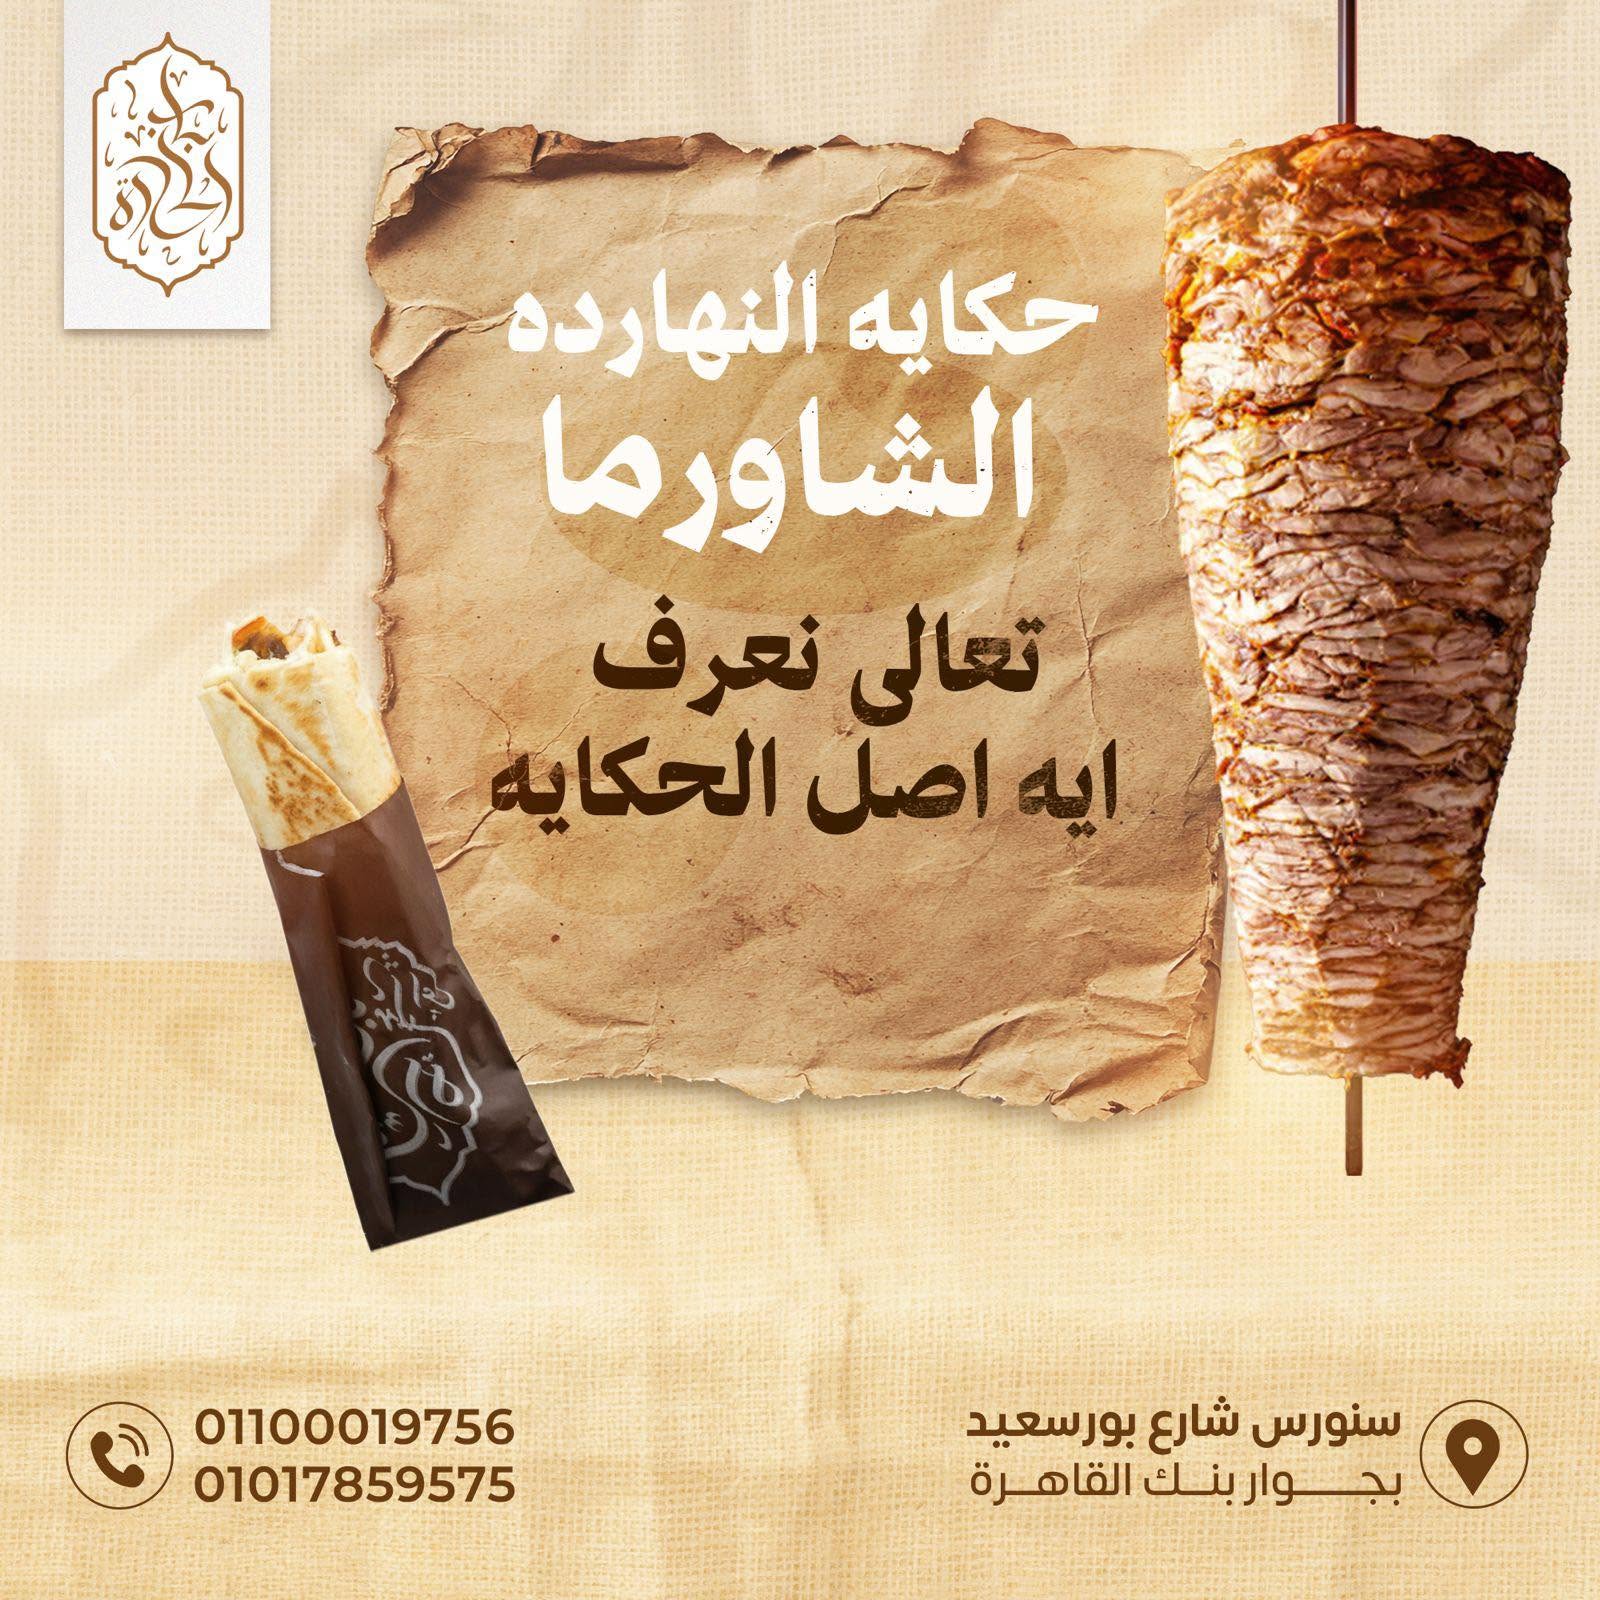 حكايه النهارده
الشاورما
تعالى نعرف
ايه اصل الحكايه
سنورس شارع بورسعيد
بجوار بنك القاهرة
01100019756
01017859575